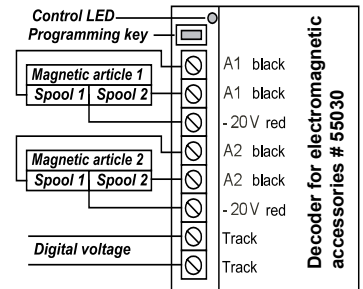 Control LED
Programming key
Magnetic article 1
Spool 1 Spool 2
Magnetic article 2
Spool 1 Spool 2
Digital voltage
A1 black
A1 black
-20V red
A2 black
A2 black
-20V red
Track
Track
Decoder for electromagnetic
accessories # 55030